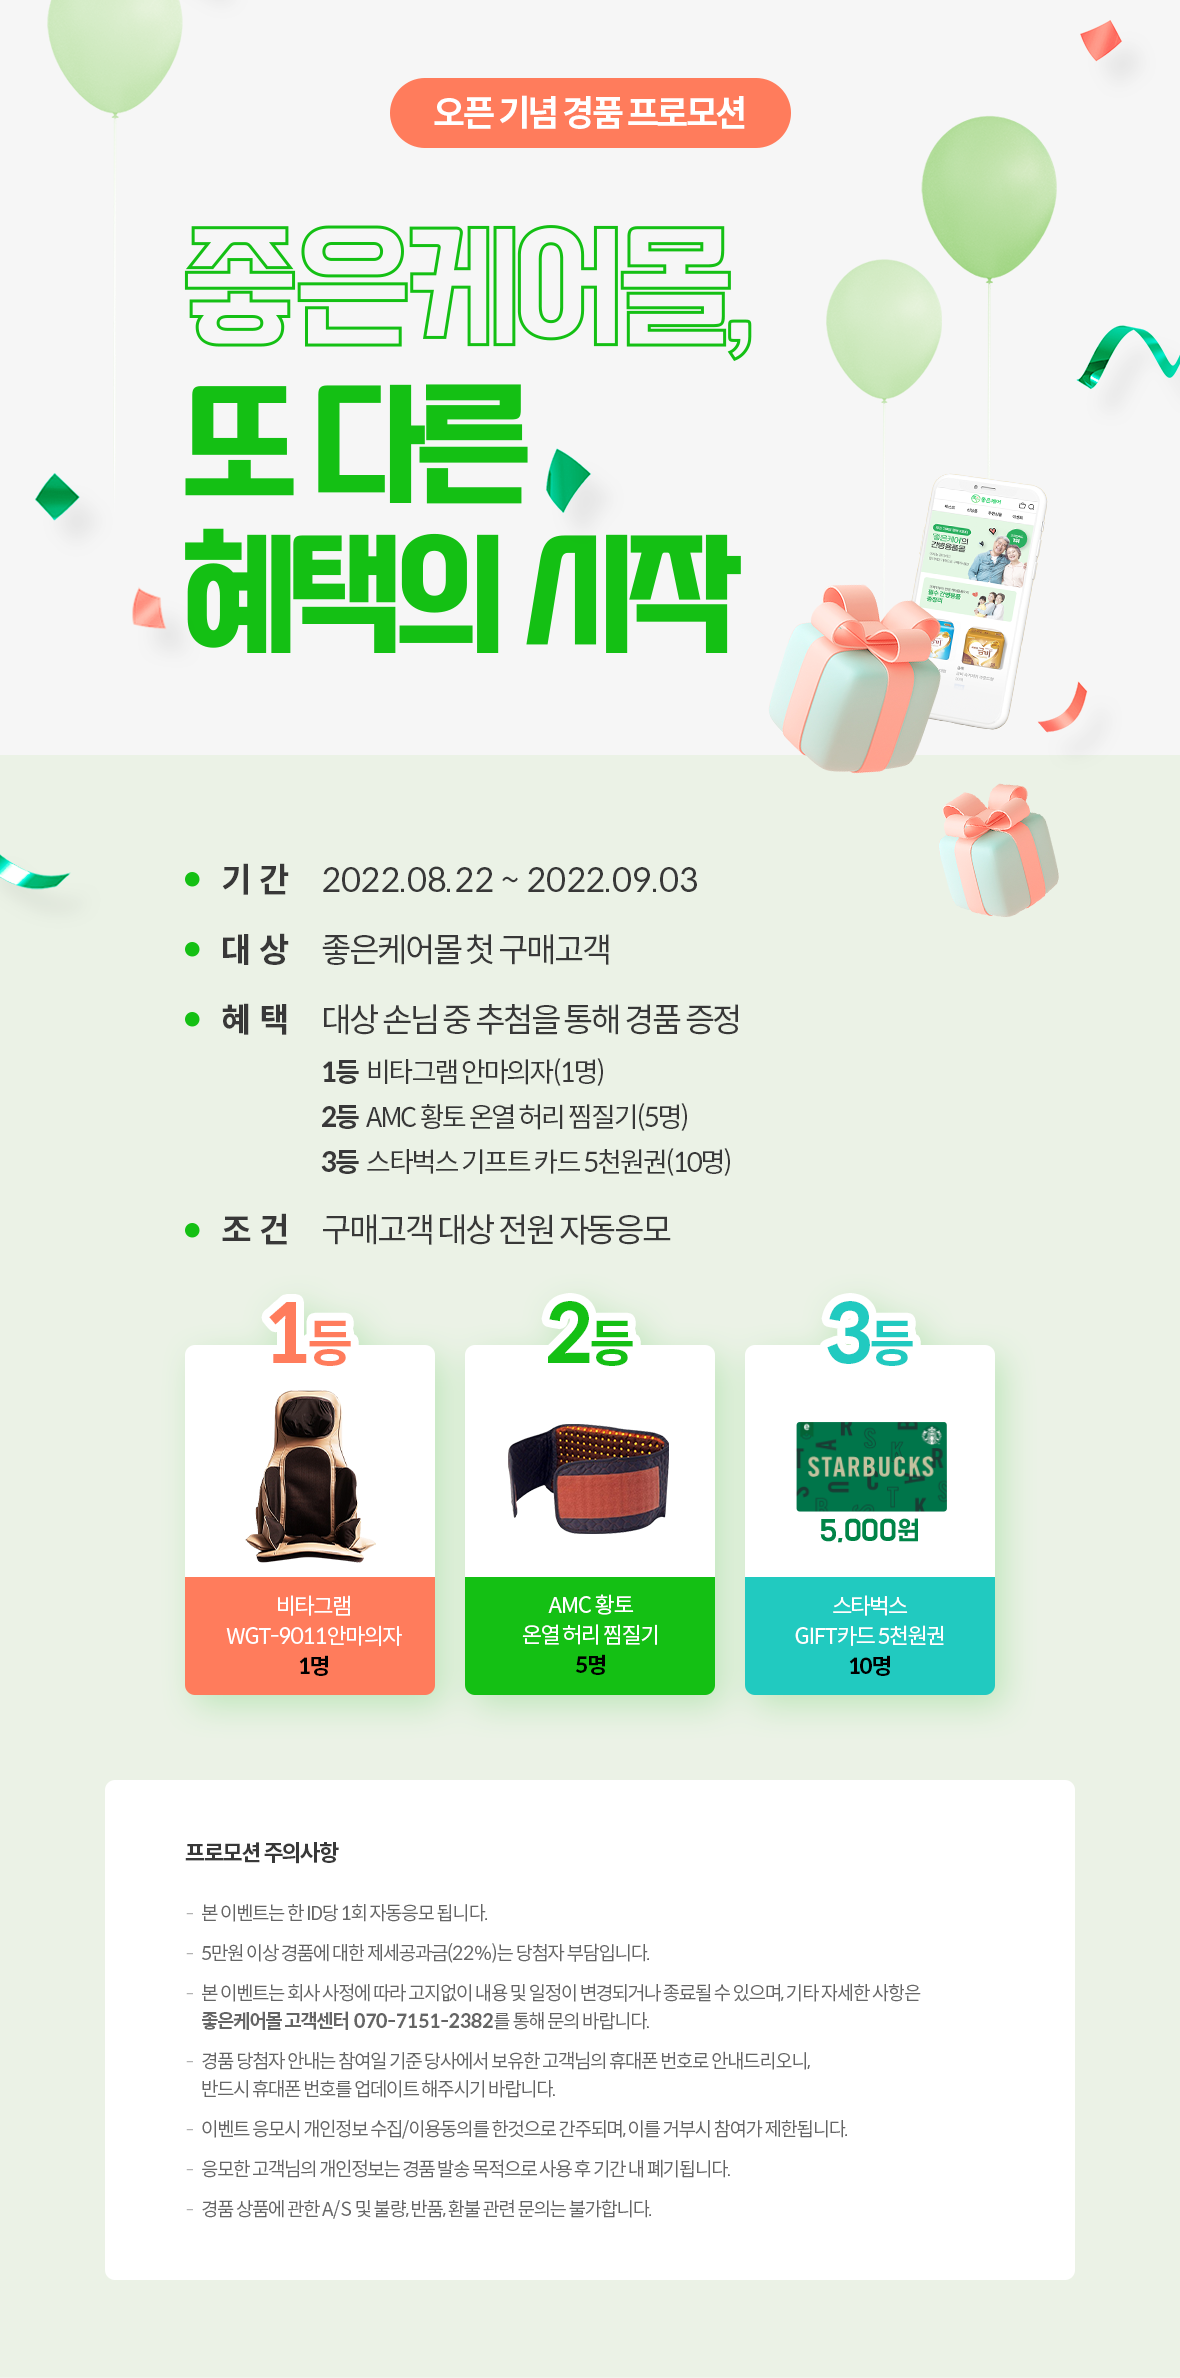 오픈 기념 경품 프로모션
좋은케어몰,
또 다른
혜택의 시작
좋은케어
'좋은케어'의
간병용품몰
필수 간병용품
총정리
기 간 2022.08.22 ~ 2022.09.03
대 상 좋은케어몰 첫 구매고객
혜 택 대상 손님 중 추첨을 통해 경품 증정
1등 비타그램 안마의자(1명)
2등 AMC 황토 온열 허리 찜질기(5명)
3등 스타벅스 기프트 카드 5천원권(10명)
조 건 구매고객 대상 전원 자동응모
1등
2등
3등
STARBUCKS
5,000원
비타그램
WGT-9011안마의자
1명
AMC 황토
온열 허리 찜질기
5명
스타벅스
GIFT카드 5천원권
10명
프로모션 주의사항
- 본 이벤트는 한 ID당 1회 자동응모 됩니다.
- 5만원 이상 경품에 대한 제세공과금(22%)는 당첨자 부담입니다.
- 본 이벤트는 회사 사정에 따라 고지없이 내용 및 일정이 변경되거나 종료될 수 있으며, 기타 자세한 사항은
좋은케어몰 고객센터 070-7151-2382를 통해 문의 바랍니다.
- 경품 당첨자 안내는 참여일 기준 당사에서 보유한 고객님의 휴대폰 번호로 안내드리오니,
반드시 휴대폰 번호를 업데이트 해주시기 바랍니다.
- 이벤트 응모시 개인정보 수집/이용동의를 한것으로 간주되며, 이를 거부시 참여가 제한됩니다.
- 응모한 고객님의 개인정보는 경품 발송 목적으로 사용 후 기간 내 폐기됩니다.
- 경품 상품에 관한 A/S 및 불량, 반품, 환불 관련 문의는 불가합니다.